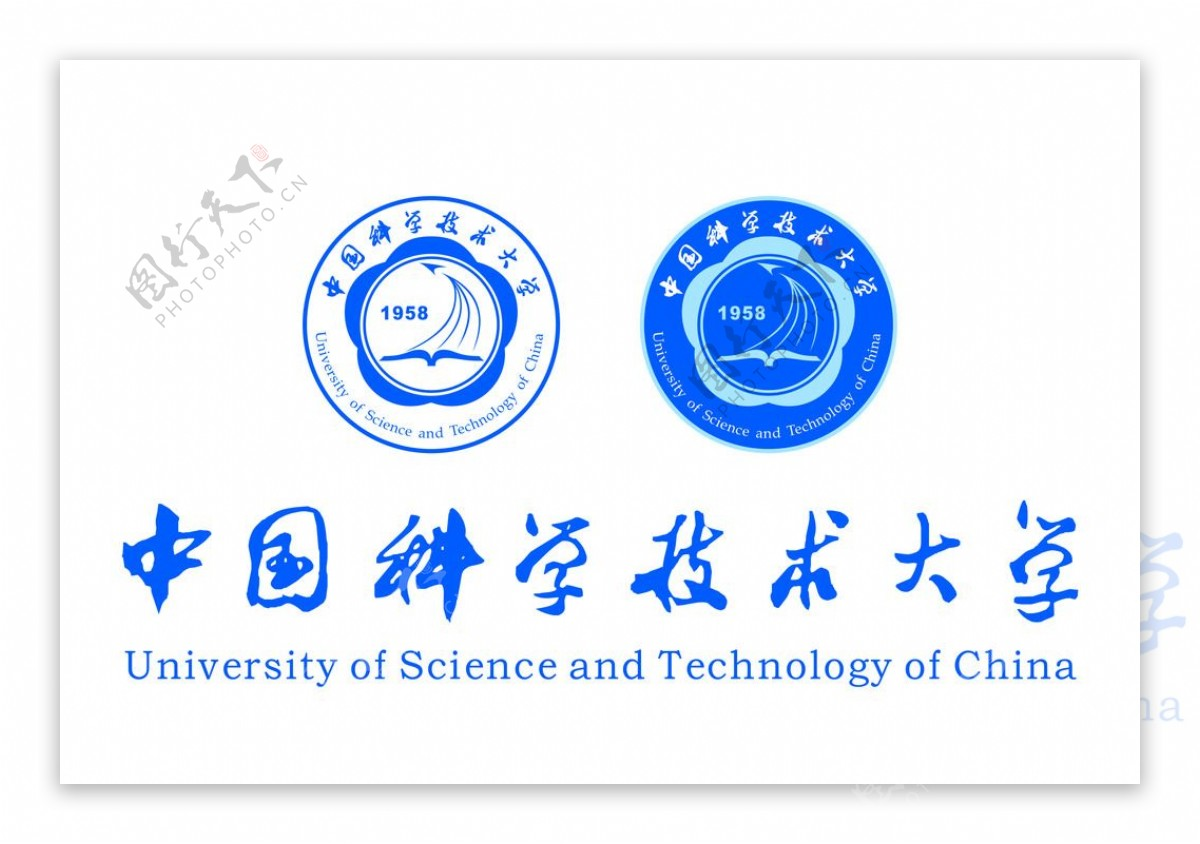 图行天下
PHOTOPHOTO.CN
中国科学技术大学
1958
University of Science and Technology of China
中国科学技术大学
1958
University of Science and Technology of China
中国科学技术大学
University of Science and Technology of China